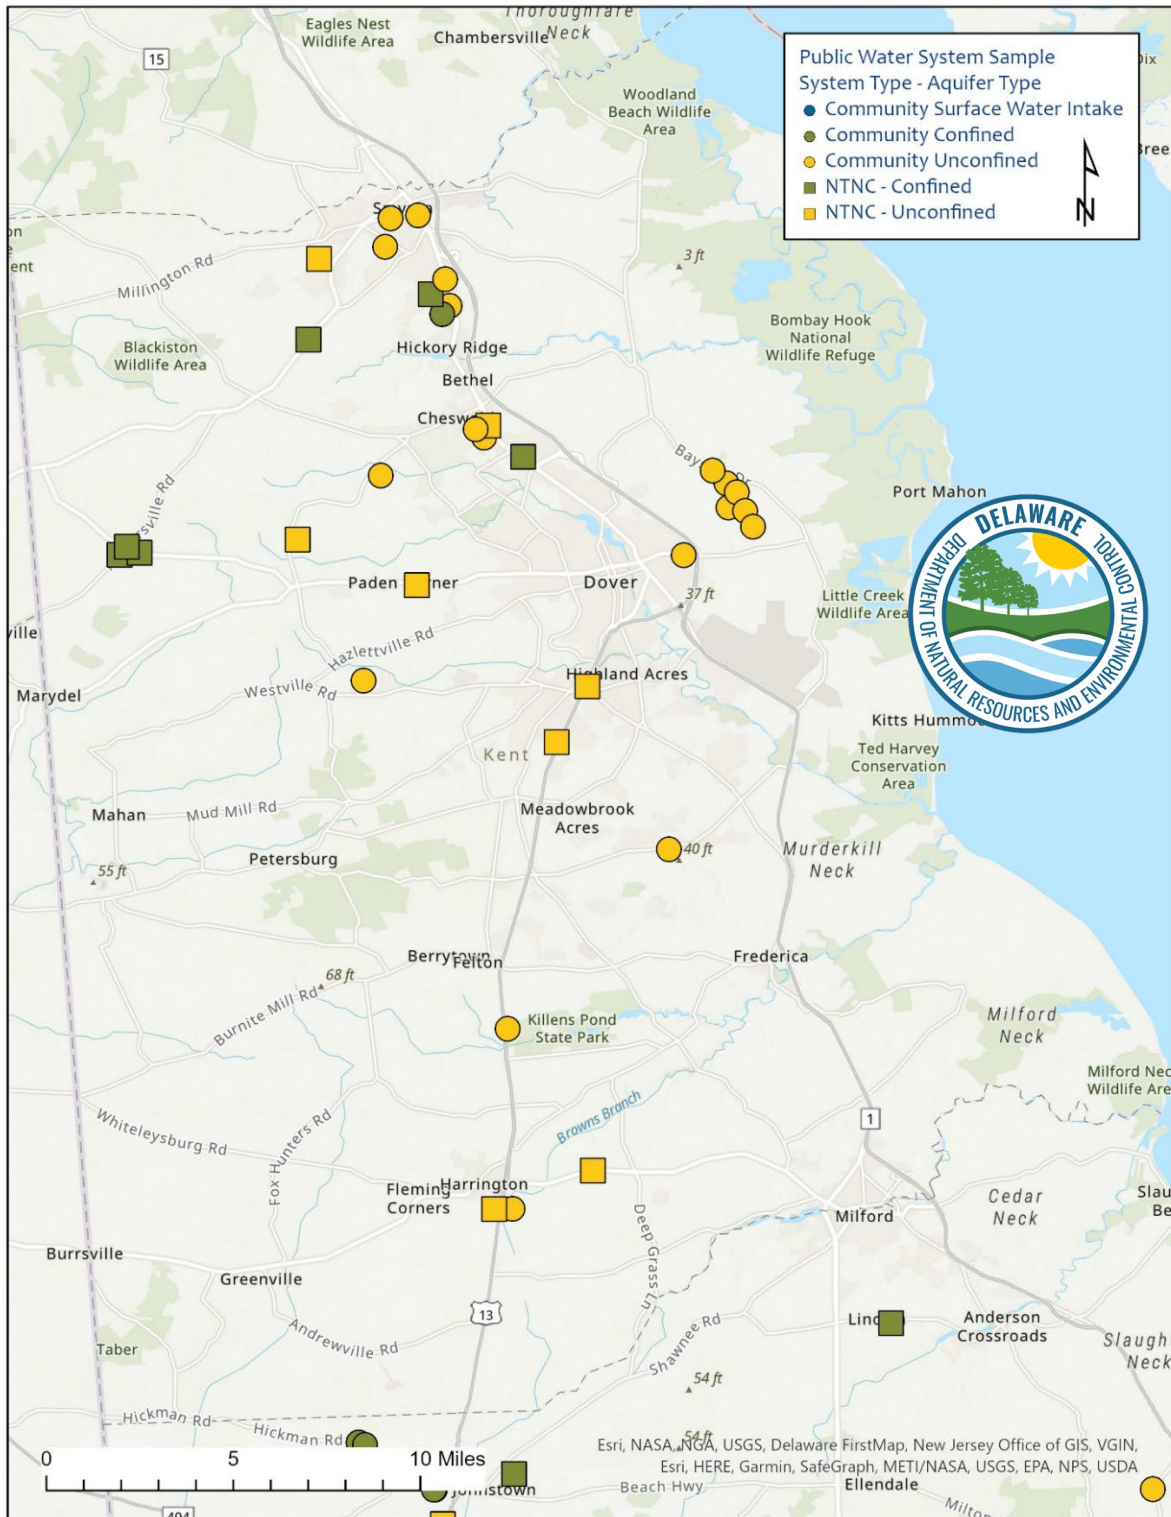 Eagles Nest
Wildlife Area
Thoroughfare
Neck
Chambersville
15
Woodland
Beach Wildlife
Area
Public Water System Sample
System Type - Aquifer Type
Community Surface Water Intake
Community Confined
Community Unconfined
NTNC - Confined
NTNC - Unconfined
N
Millington Rd
3 ft
Blackiston
Wildlife Area
Hickory Ridge
Bombay Hook
National
Wildlife Refuge
Bethel
Port Mahon
DELAWARE
DEPARTMENT OF NATURAL RESOURCES AND ENVIRONMENTAL CONTROL
Dover
Little Creek
Wildlife Area
37 ft
Hazlettville Rd
Westville Rd
Marydel
Highland Acres
Kent
Ted Harvey
Conservation
Area
Mahan
Mud Mill Rd
Meadowbrook
Acres
Petersburg
40 ft
Murderkill
Neck
55 ft
Felton
Frederica
68 ft
Burnite Mill Rd
Killens Pond
State Park
Milford
Neck
Milford Nec
Wildlife Are
Whiteleysburg Rd
Fox Hunters Rd
Browns Branch
1
Fleming
Corners
Harrington
Deep Grass Ln
Milford
Cedar
Neck
Slau
Be
Burrsville
Greenville
13
Andrewville Rd
Shawnee Rd
Anderson
Crossroads
Taber
Slaugh
Neck
54 ft
Hickman Rd
Hickman Rd
54 ft
0 5 10 Miles
Esri, NASA, NGA, USGS, Delaware FirstMap, New Jersey Office of GIS, VGIN,
Esri, HERE, Garmin, SafeGraph, METI/NASA, USGS, EPA, NPS, USDA
Ellendale
Beach Hwy
Milton
404